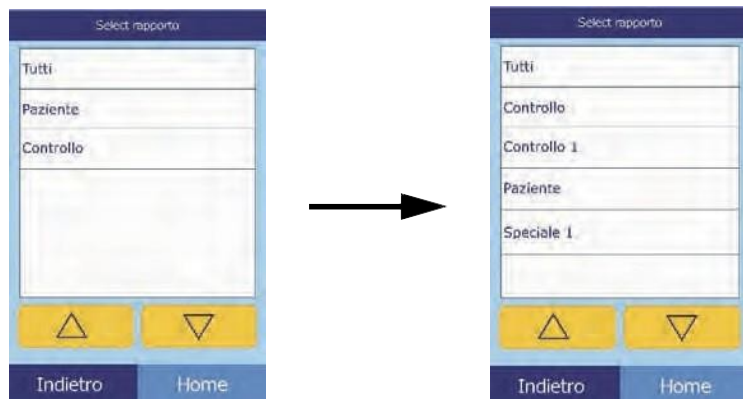 Select rapporto
Tutti
Paziente
Controllo
Indietro
Home
Select rapporto
Tutti
Controllo
Controllo 1
Paziente
Speciale 1
Indietro
Home